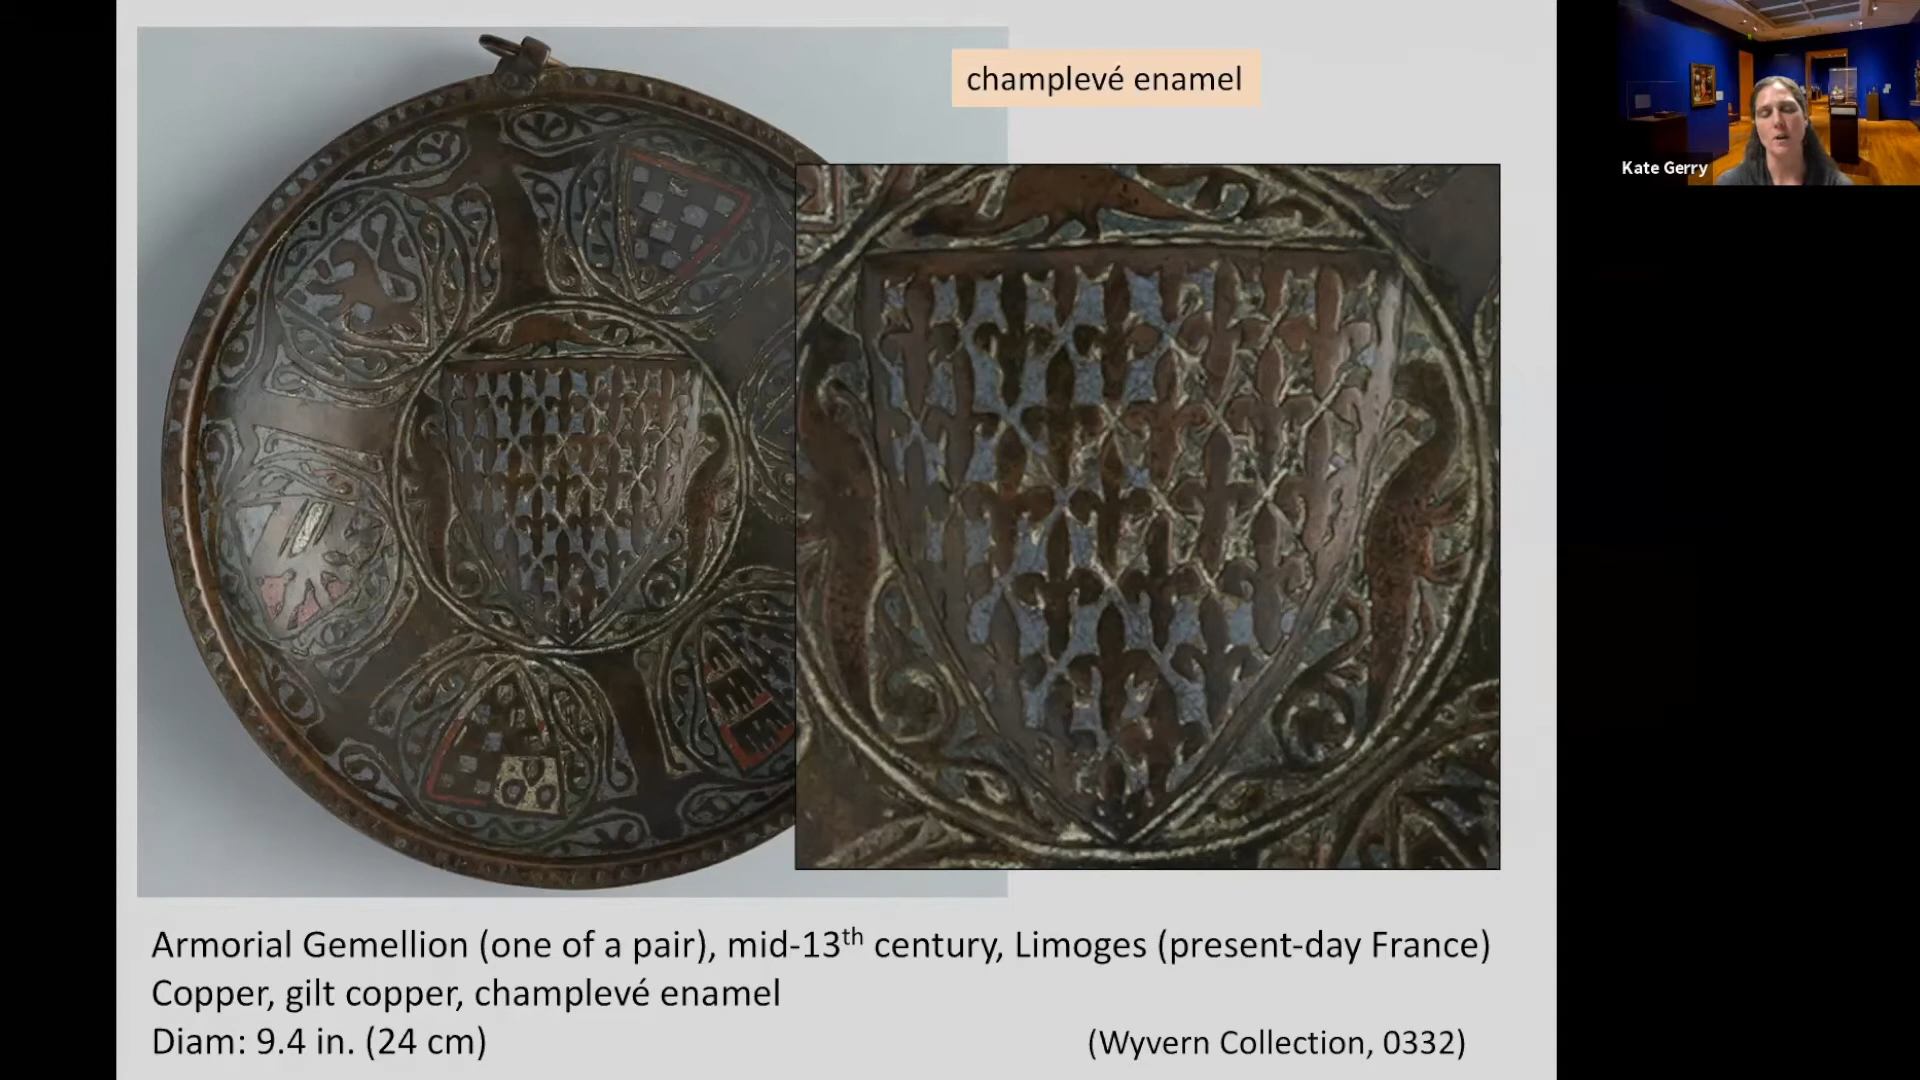 champlevé enamel
Kate Gerry
Armorial Gemellion (one of a pair), mid-13th century, Limoges (present-day France)
Copper, gilt copper, champlevé enamel
Diam: 9.4 in. (24 cm)
(Wyvern Collection, 0332)